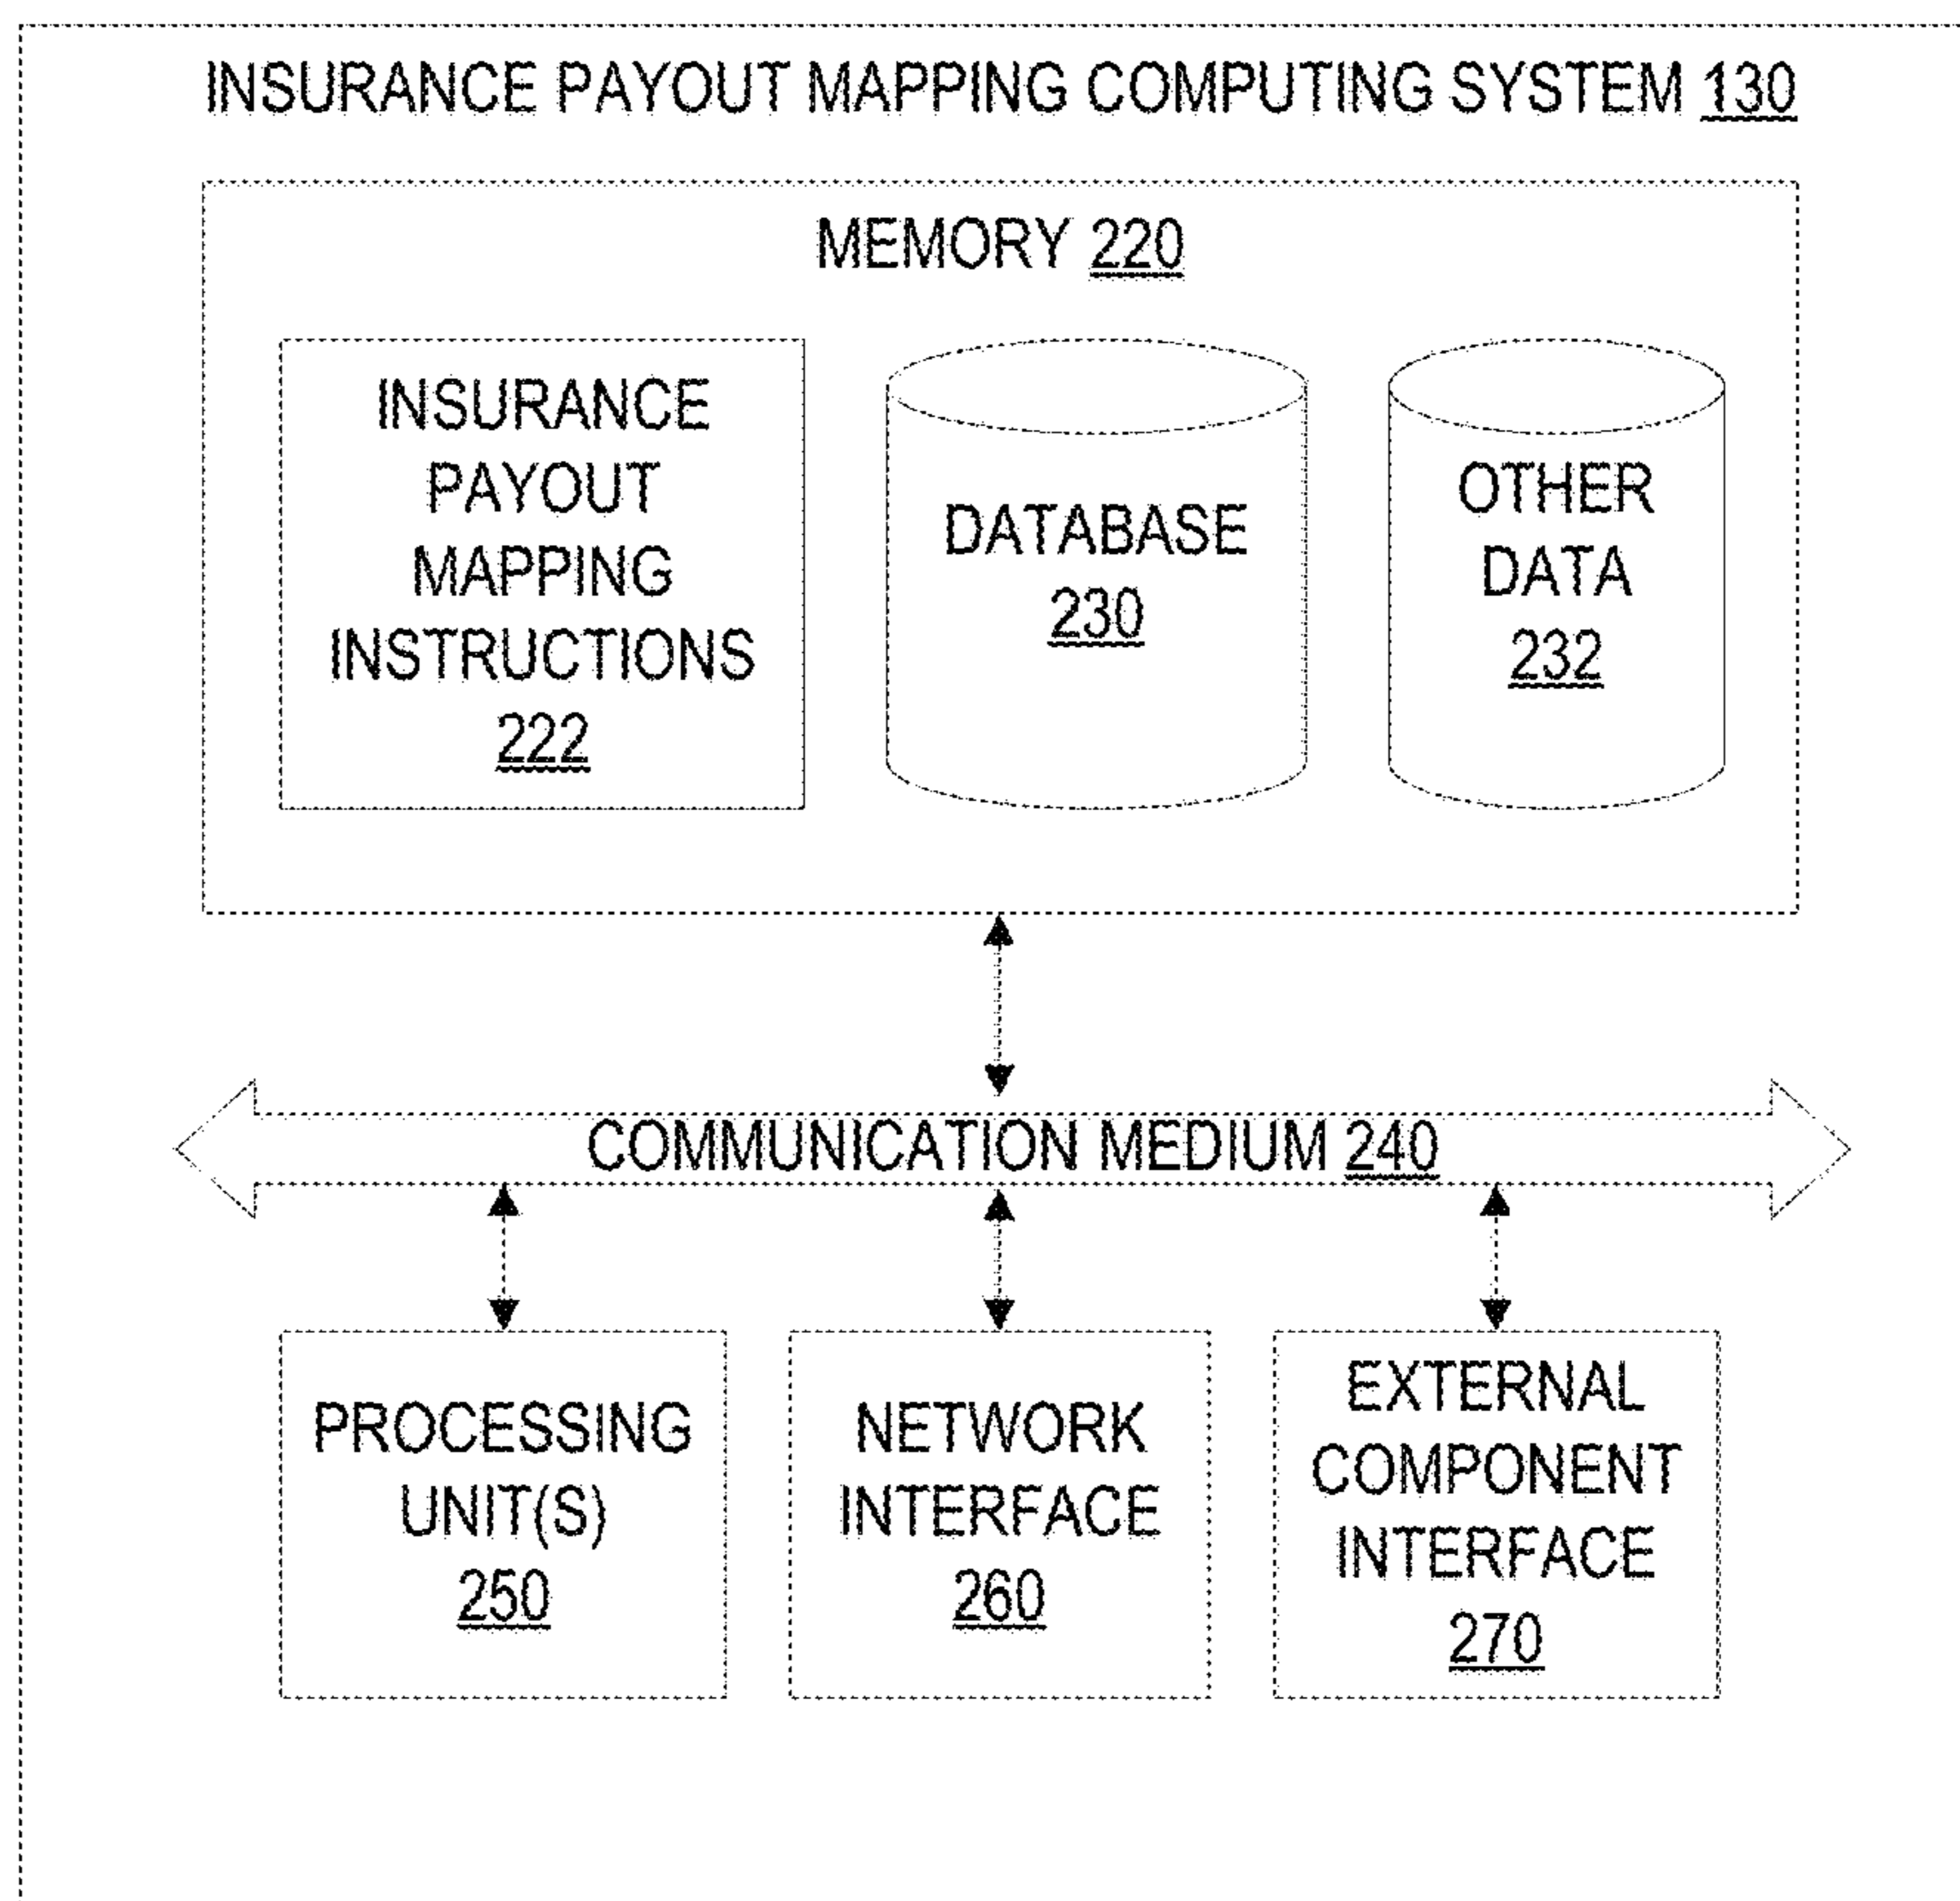 INSURANCE PAYOUT MAPPING COMPUTING SYSTEM 130
MEMORY 220
INSURANCE
PAYOUT
MAPPING
INSTRUCTIONS
222
DATABASE
230
OTHER
DATA
232
COMMUNICATION MEDIUM 240
PROCESSING
UNIT(S)
250
NETWORK
INTERFACE
260
EXTERNAL
COMPONENT
INTERFACE
270